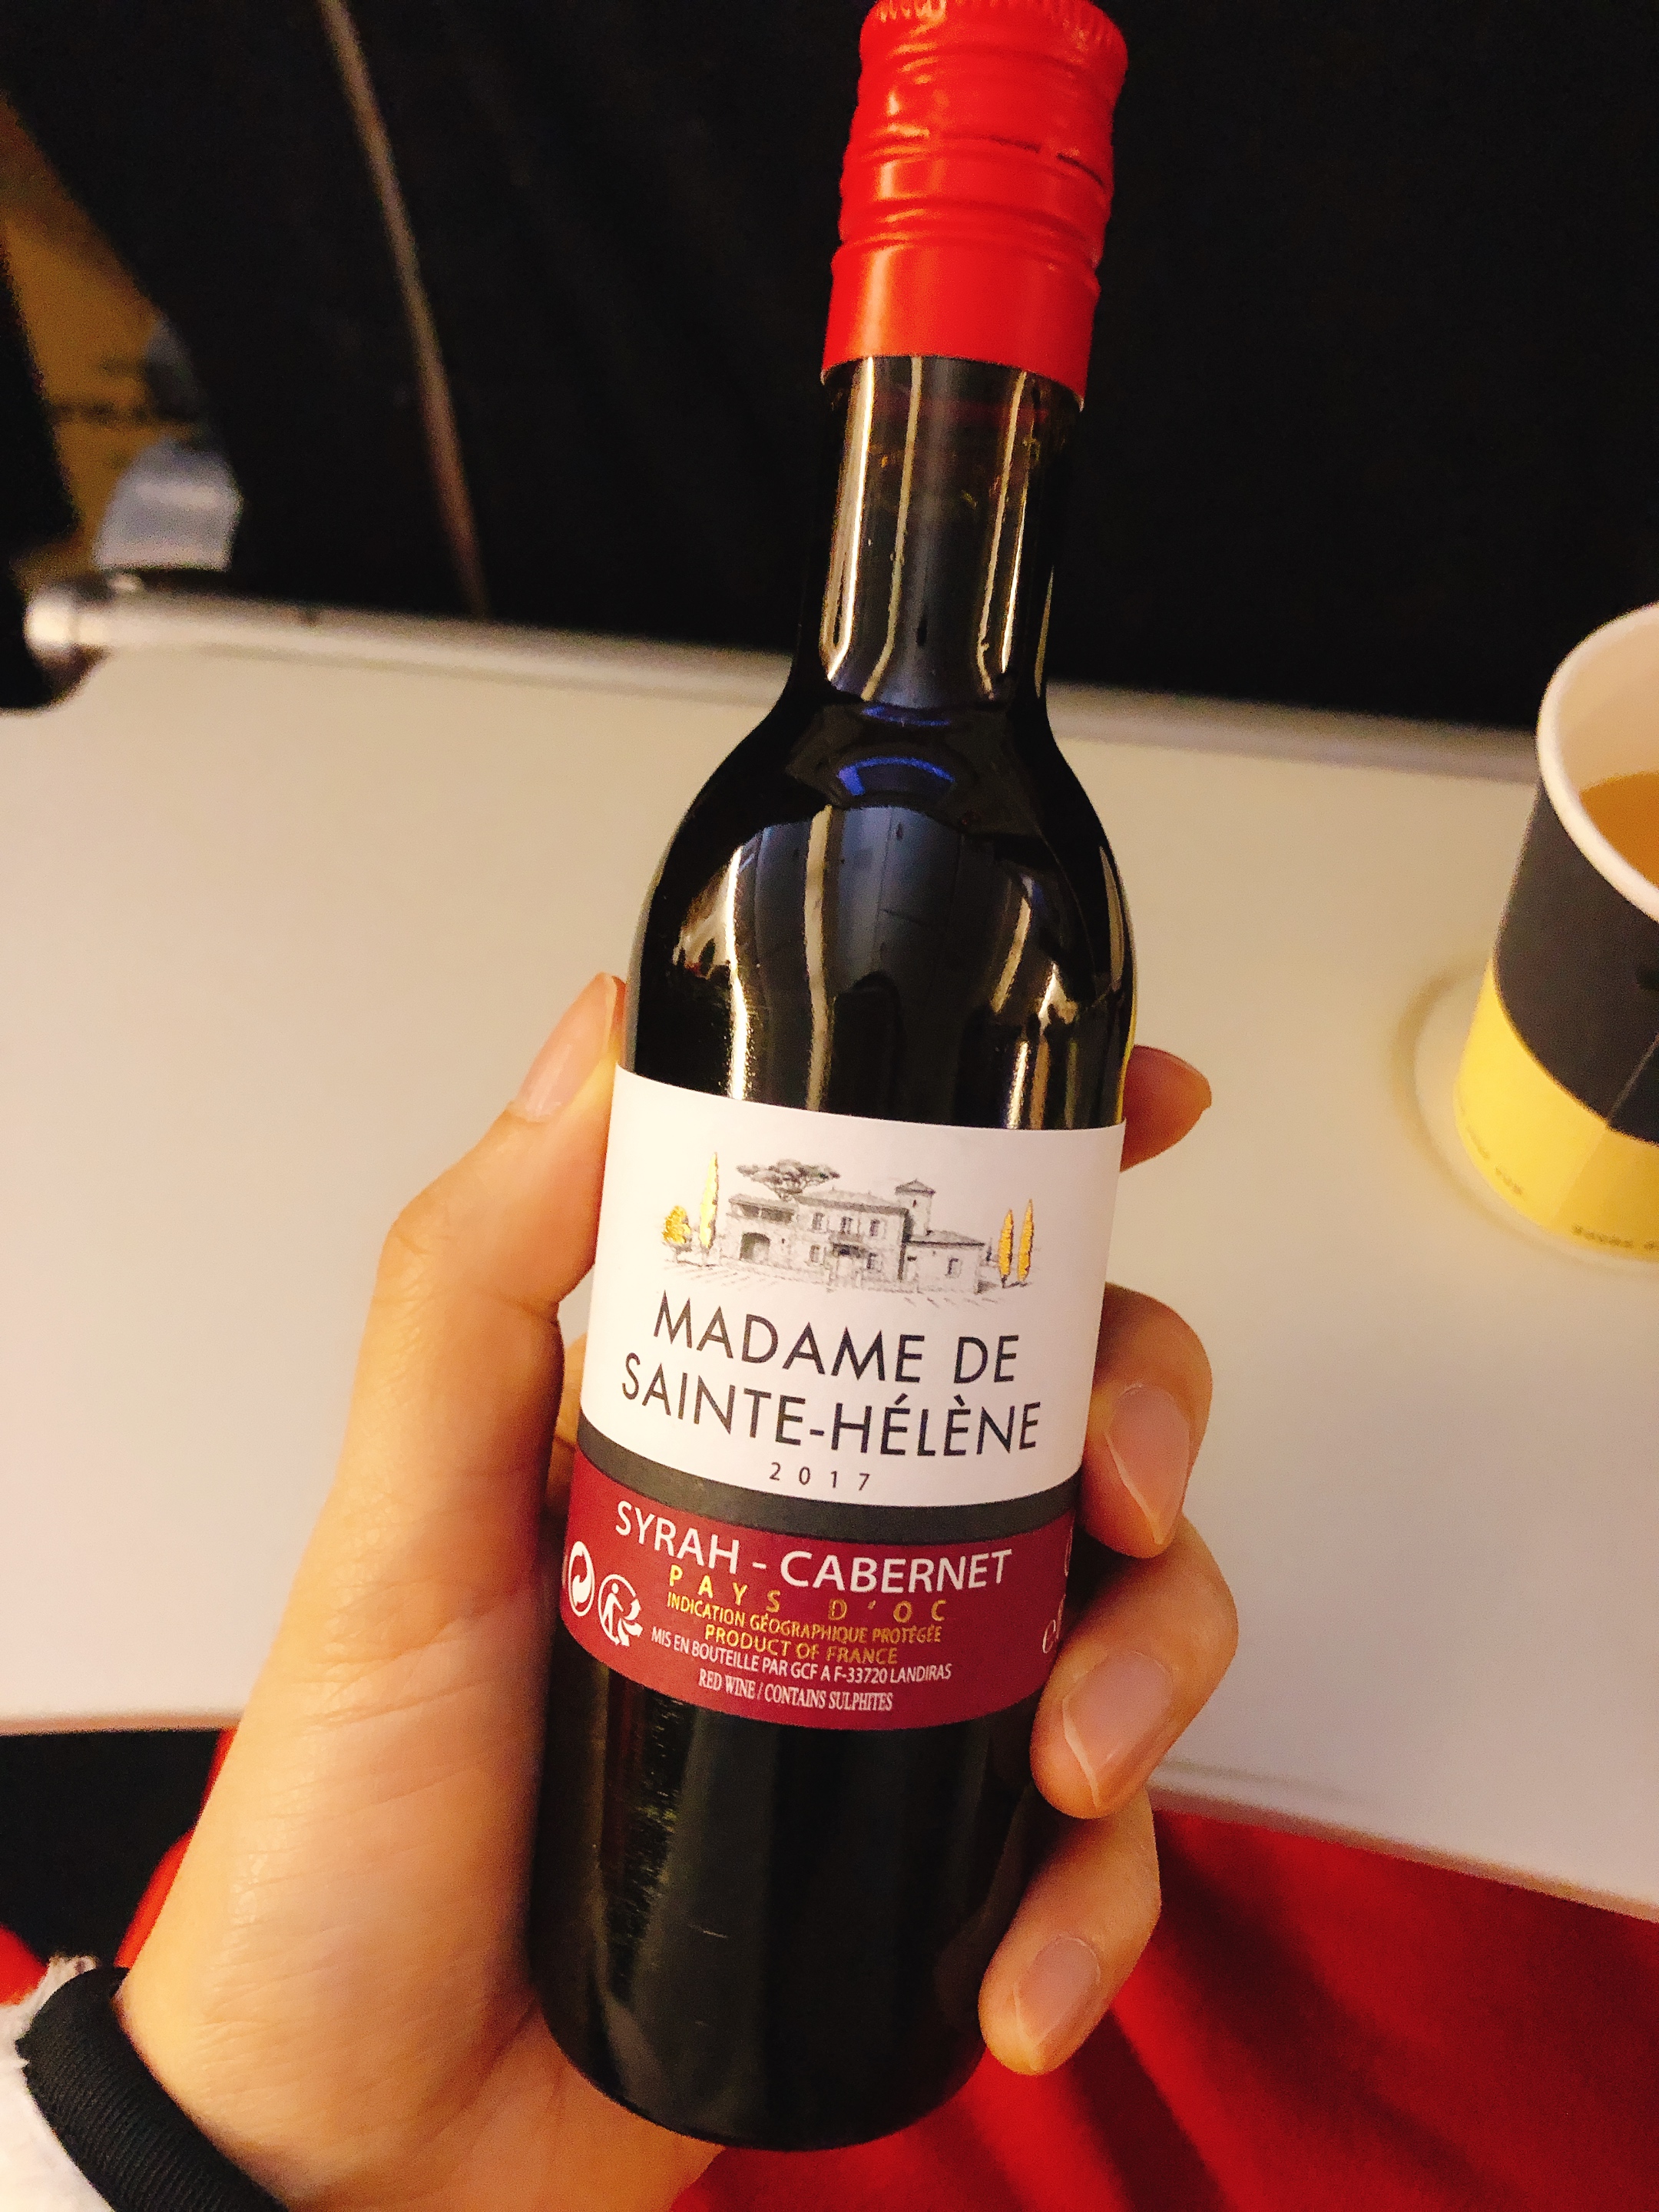 MADAME DE
SAINTE-HÉLÈNE
2017
SYRAH - CABERNET
PAYS D'OC
INDICATION GÉOGRAPHIQUE PROTÉGÉE
PRODUCT OF FRANCE
MIS EN BOUTEILLE PAR GCF A F-33720 LANDIRAS
RED WINE / CONTAINS SULPHITES